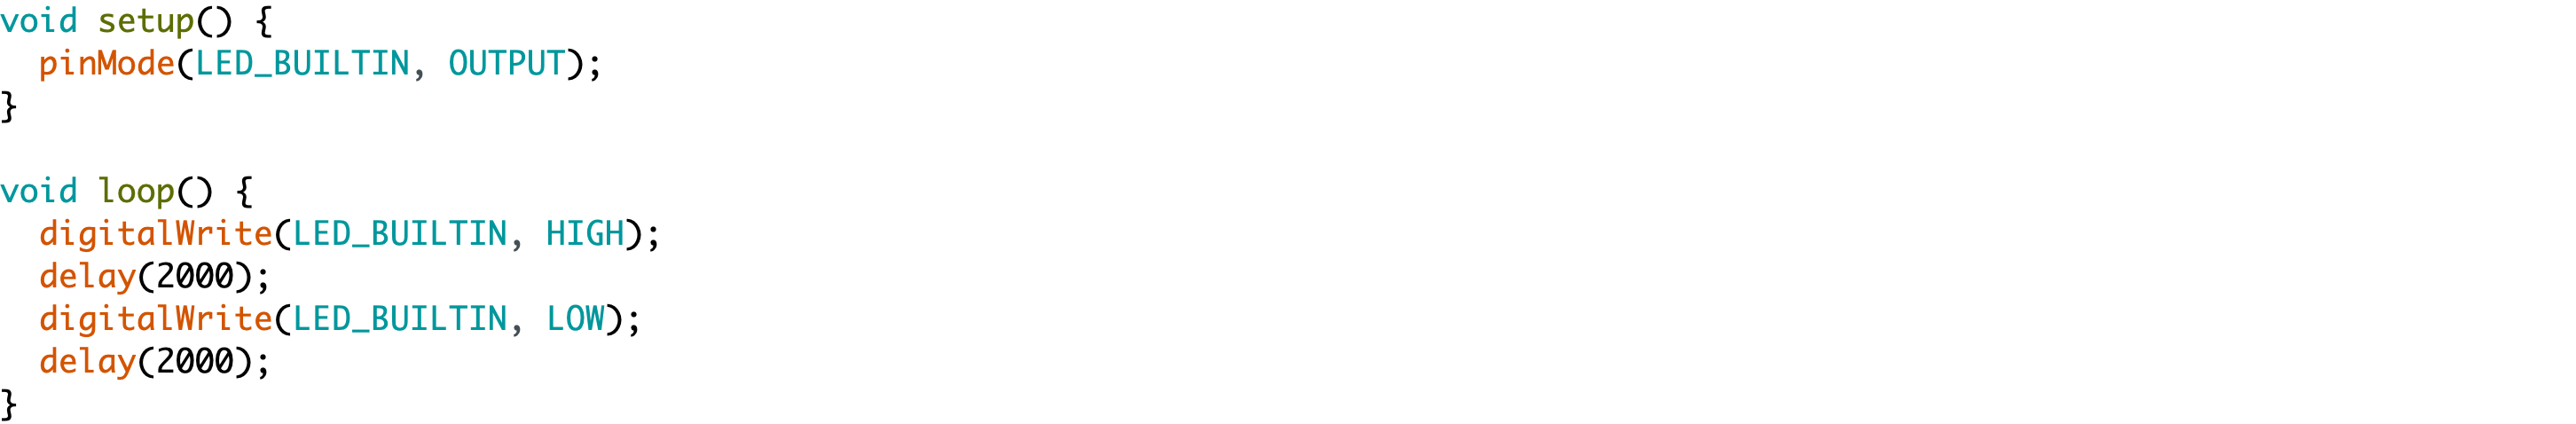 void setup() {
  pinMode(LED_BUILTIN, OUTPUT);
}

void loop() {
  digitalWrite(LED_BUILTIN, HIGH);
  delay(2000);
  digitalWrite(LED_BUILTIN, LOW);
  delay(2000);
}